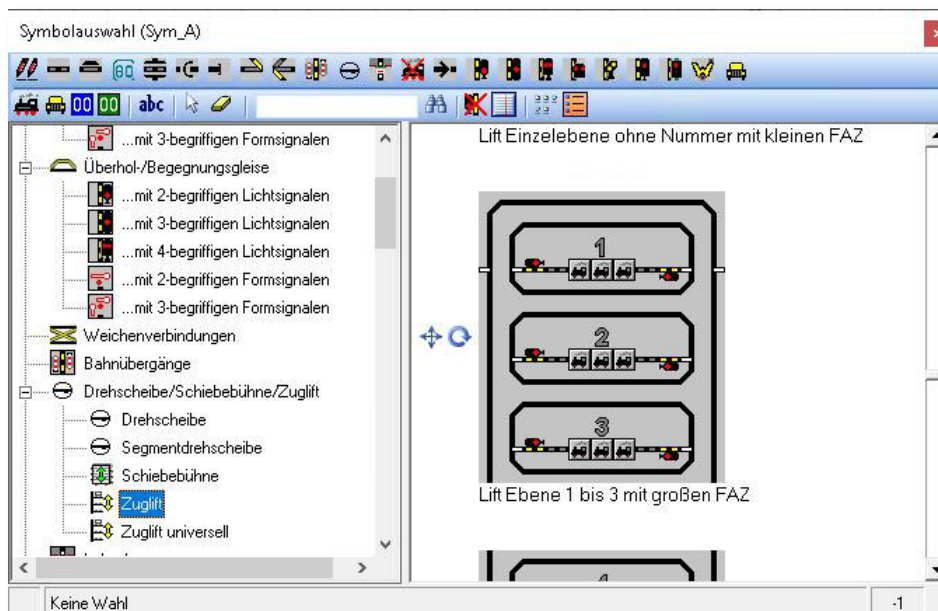 Symbolauswahl (Sym_A)
80
00 00 abc
...mit 3-begriffigen Formsignalen
Überhol-/Begegnungsgleise
...mit 2-begriffigen Lichtsignalen
...mit 3-begriffigen Lichtsignalen
...mit 4-begriffigen Lichtsignalen
...mit 2-begriffigen Formsignalen
...mit 3-begriffigen Formsignalen
Weichenverbindungen
Bahnübergänge
Drehscheibe/Schiebebühne/Zuglift
Drehscheibe
Segmentdrehscheibe
Schiebebühne
Zuglift
Zuglift universell
Lift Einzelebene ohne Nummer mit kleinen FAZ
1
2
3
Lift Ebene 1 bis 3 mit großen FAZ
Keine Wahl
-1